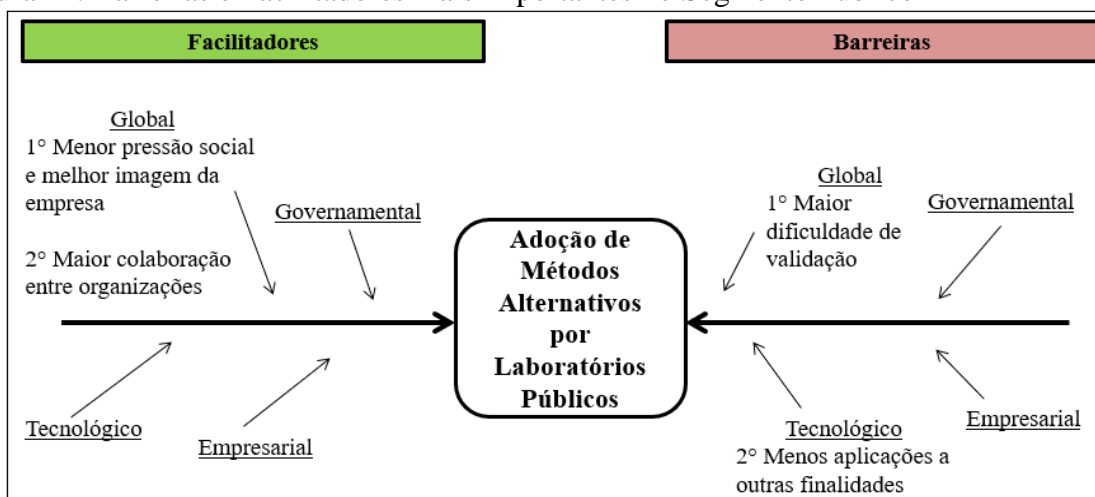 Facilitadores
Barreiras
Global
1° Menor pressão social
e melhor imagem da
empresa
2° Maior colaboração
entre organizações
Governamental
Tecnológico
Empresarial
Adoção de
Métodos
Alternativos
por
Laboratórios
Públicos
Global
1° Maior
dificuldade de
validação
Governamental
Tecnológico
2° Menos aplicações a
outras finalidades
Empresarial